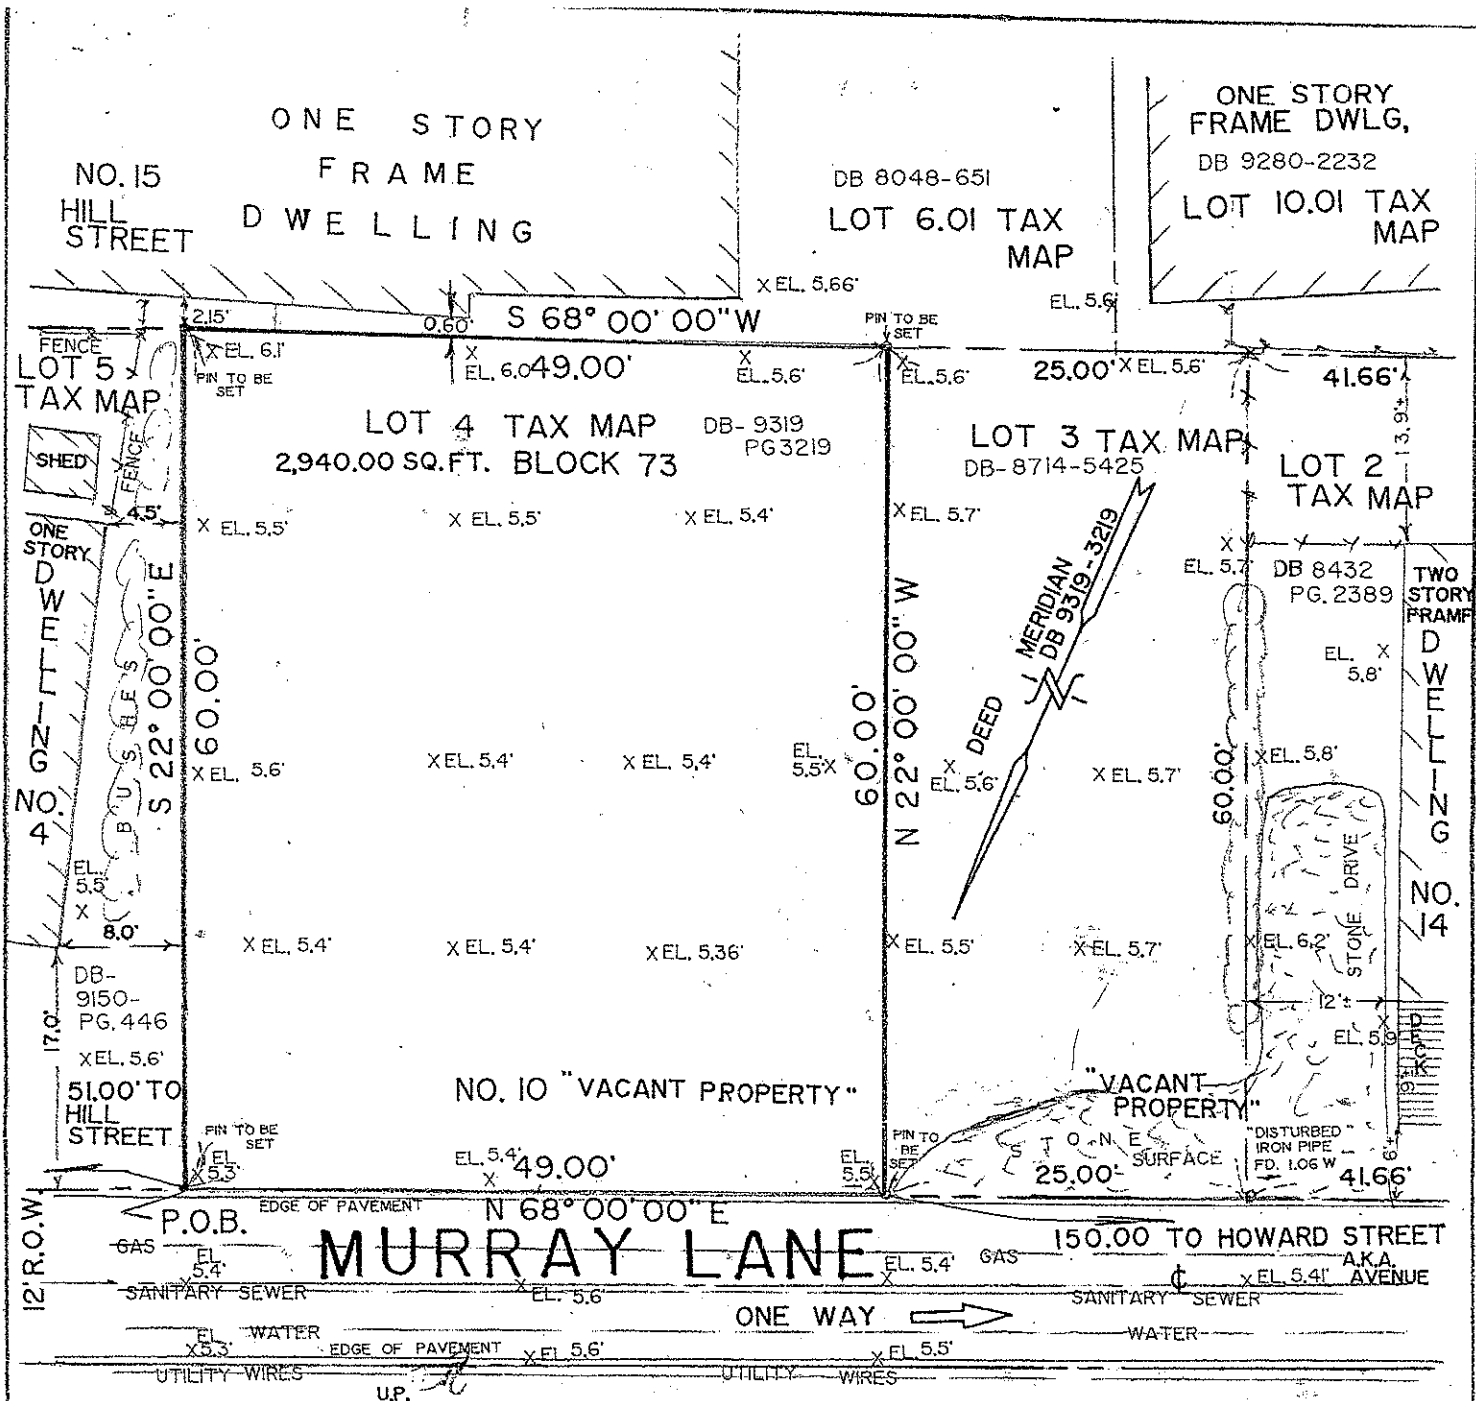 ONE STORY
FRAME
DWELLING
NO. 15
HILL
STREET
DB 8048-651
LOT 6.01 TAX
MAP
ONE STORY
FRAME DWLG,
DB 9280-2232
LOT 10.01 TAX
MAP
X EL. 5.66'
EL. 5.6'
2.15'
0.60'
S 68° 00' 00" W
PIN TO BE
SET
FENCE
X EL. 6.1'
PIN TO BE
SET
X
EL. 6.0
49.00'
X
EL. 5.6'
X
EL. 5.6'
25.00'
X EL. 5.6'
41.66'
13.9'±
LOT 5
TAX MAP
SHED
FENCE
4.5'
LOT 4 TAX MAP
2,940.00 SQ.FT. BLOCK 73
DB- 9319
PG 3219
LOT 3 TAX MAP
DB-8714-5425
LOT 2
TAX MAP
X EL. 5.5'
X EL. 5.5'
X EL. 5.4'
X EL. 5.7'
X
EL. 5.7'
DB 8432
PG. 2389
ONE
STORY
DWELLING
NO.
4
BUSHES
S 22° 00' 00" E
60.00'
60.00'
N 22° 00' 00" W
DEED
MERIDIAN
DB 9319-3219
60.00'
TWO
STORY
FRAME
DWELLING
NO.
14
EL. X
5.8'
X EL. 5.6'
X EL. 5.4'
X EL. 5.4'
EL.
5.5' X
X
EL. 5.6'
X EL. 5.7'
X EL. 5.8'
STONE DRIVE
EL.
5.5'
X
8.0'
X EL. 5.4'
X EL. 5.4'
X EL. 5.36'
X EL. 5.5'
X EL. 5.7'
X EL. 6.2'
12'±
DB-
9150-
PG. 446
17.0'
X EL. 5.6'
EL. 5.9
X
DECK
9'±
6'±
51.00' TO
HILL
STREET
NO. 10 "VACANT PROPERTY"
"VACANT
PROPERTY"
STONE
SURFACE
"DISTURBED"
IRON PIPE
FD. 1.06 W
PIN TO BE
SET
EL.
X 5.3'
EL. 5.4'
X
49.00'
EL.
5.5' X
PIN TO
BE
SET
25.00'
41.66'
12' R.O.W.
P.O.B.
EDGE OF PAVEMENT
N 68° 00' 00" E
MURRAY LANE
150.00 TO HOWARD STREET
A.K.A.
AVENUE
GAS
EL.
5.4'
X
X EL. 5.4'
GAS
℄
X EL. 5.41'
SANITARY SEWER
X EL. 5.6'
SANITARY SEWER
ONE WAY
EL.
X 5.3'
WATER
WATER
EDGE OF PAVEMENT
X EL. 5.6'
X EL. 5.5'
UTILITY WIRES
UTILITY WIRES
U.P.